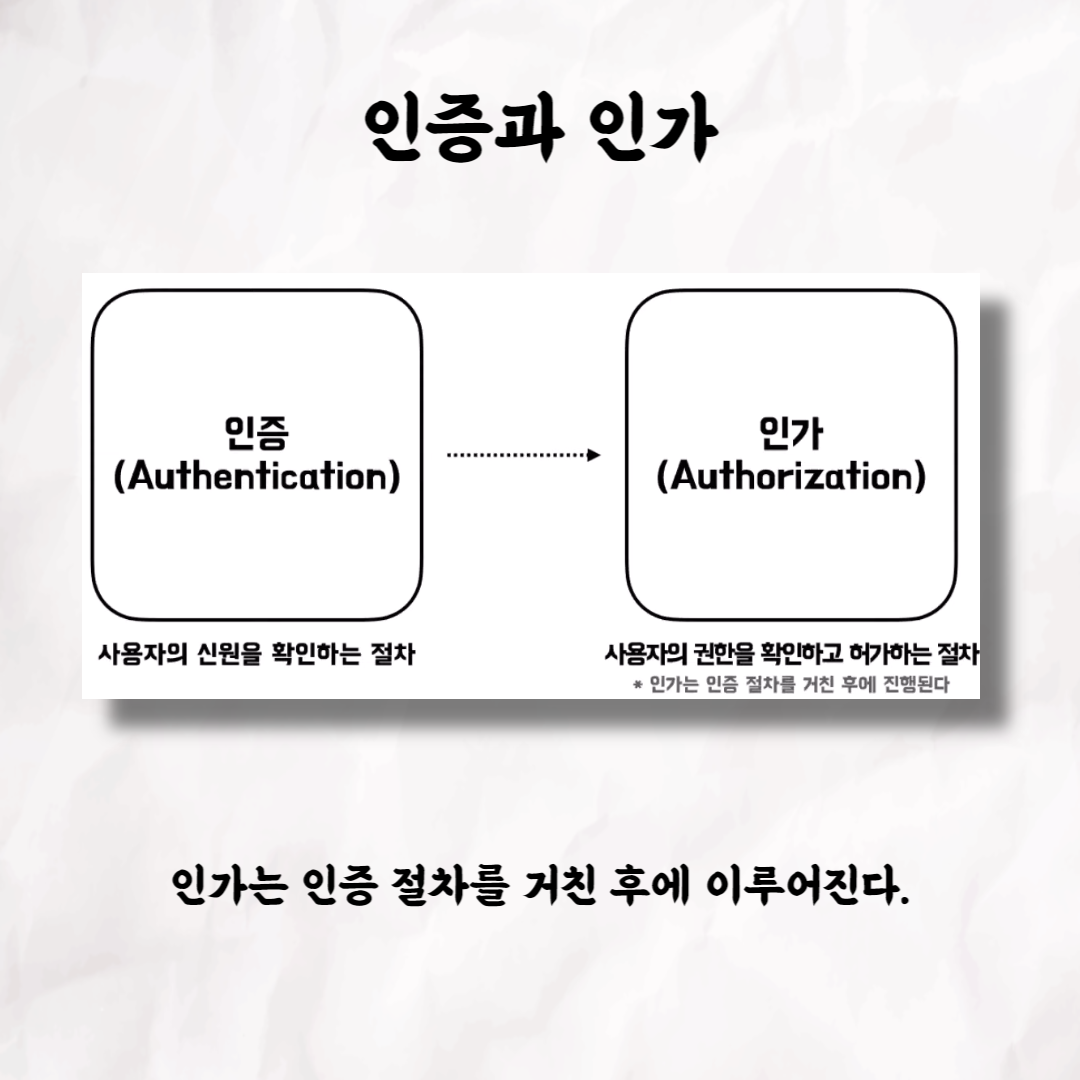 인증과 인가
인증
(Authentication)
사용자의 신원을 확인하는 절차
인가
(Authorization)
사용자의 권한을 확인하고 허가하는 절차
* 인가는 인증 절차를 거친 후에 진행된다
인가는 인증 절차를 거친 후에 이루어진다.